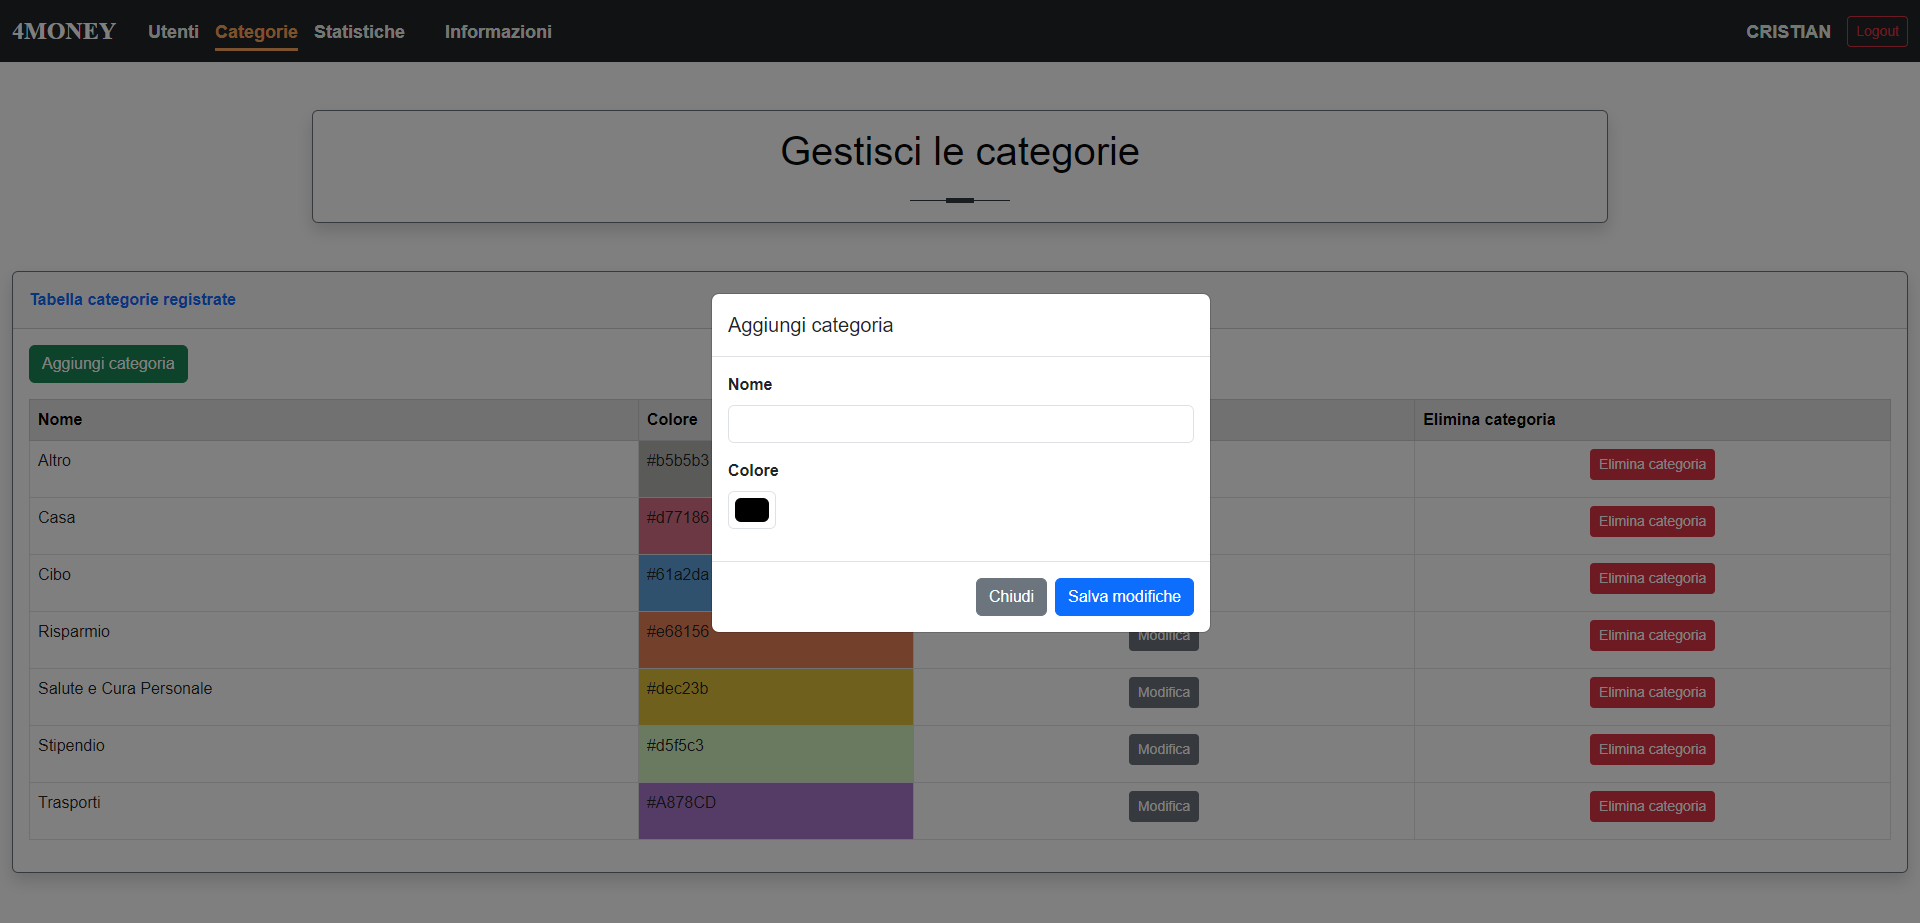 4MONEY Utenti Categorie Statistiche Informazioni CRISTIAN Logout
Gestisci le categorie
Tabella categorie registrate
Aggiungi categoria
Nome Colore Elimina categoria
Altro #b5b5b3 Elimina categoria
Casa #d77186 Elimina categoria
Cibo #61a2da Elimina categoria
Risparmio #e68156 Modifica Elimina categoria
Salute e Cura Personale #dec23b Modifica Elimina categoria
Stipendio #d5f5c3 Modifica Elimina categoria
Trasporti #A878CD Modifica Elimina categoria
Aggiungi categoria
Nome
Colore
Chiudi Salva modifiche